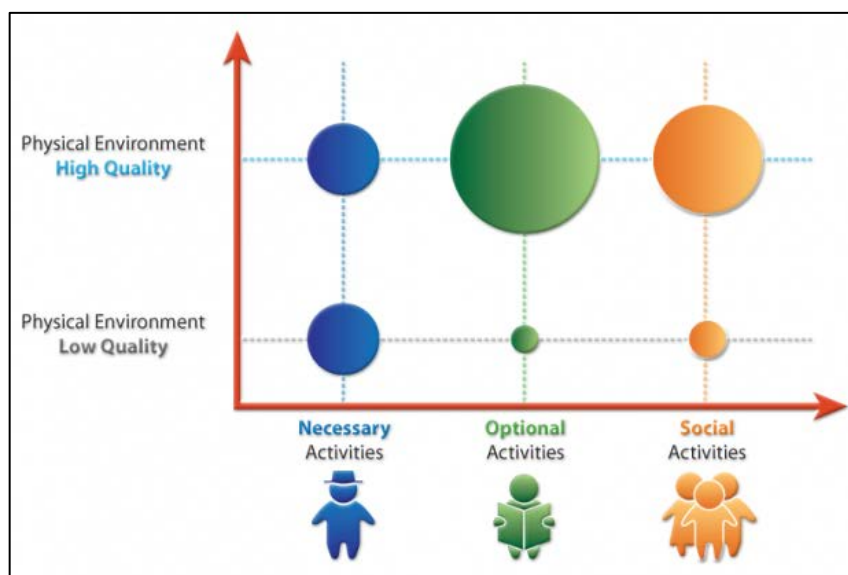 Physical Environment
High Quality
Physical Environment
Low Quality
Necessary
Activities
Optional
Activities
Social
Activities